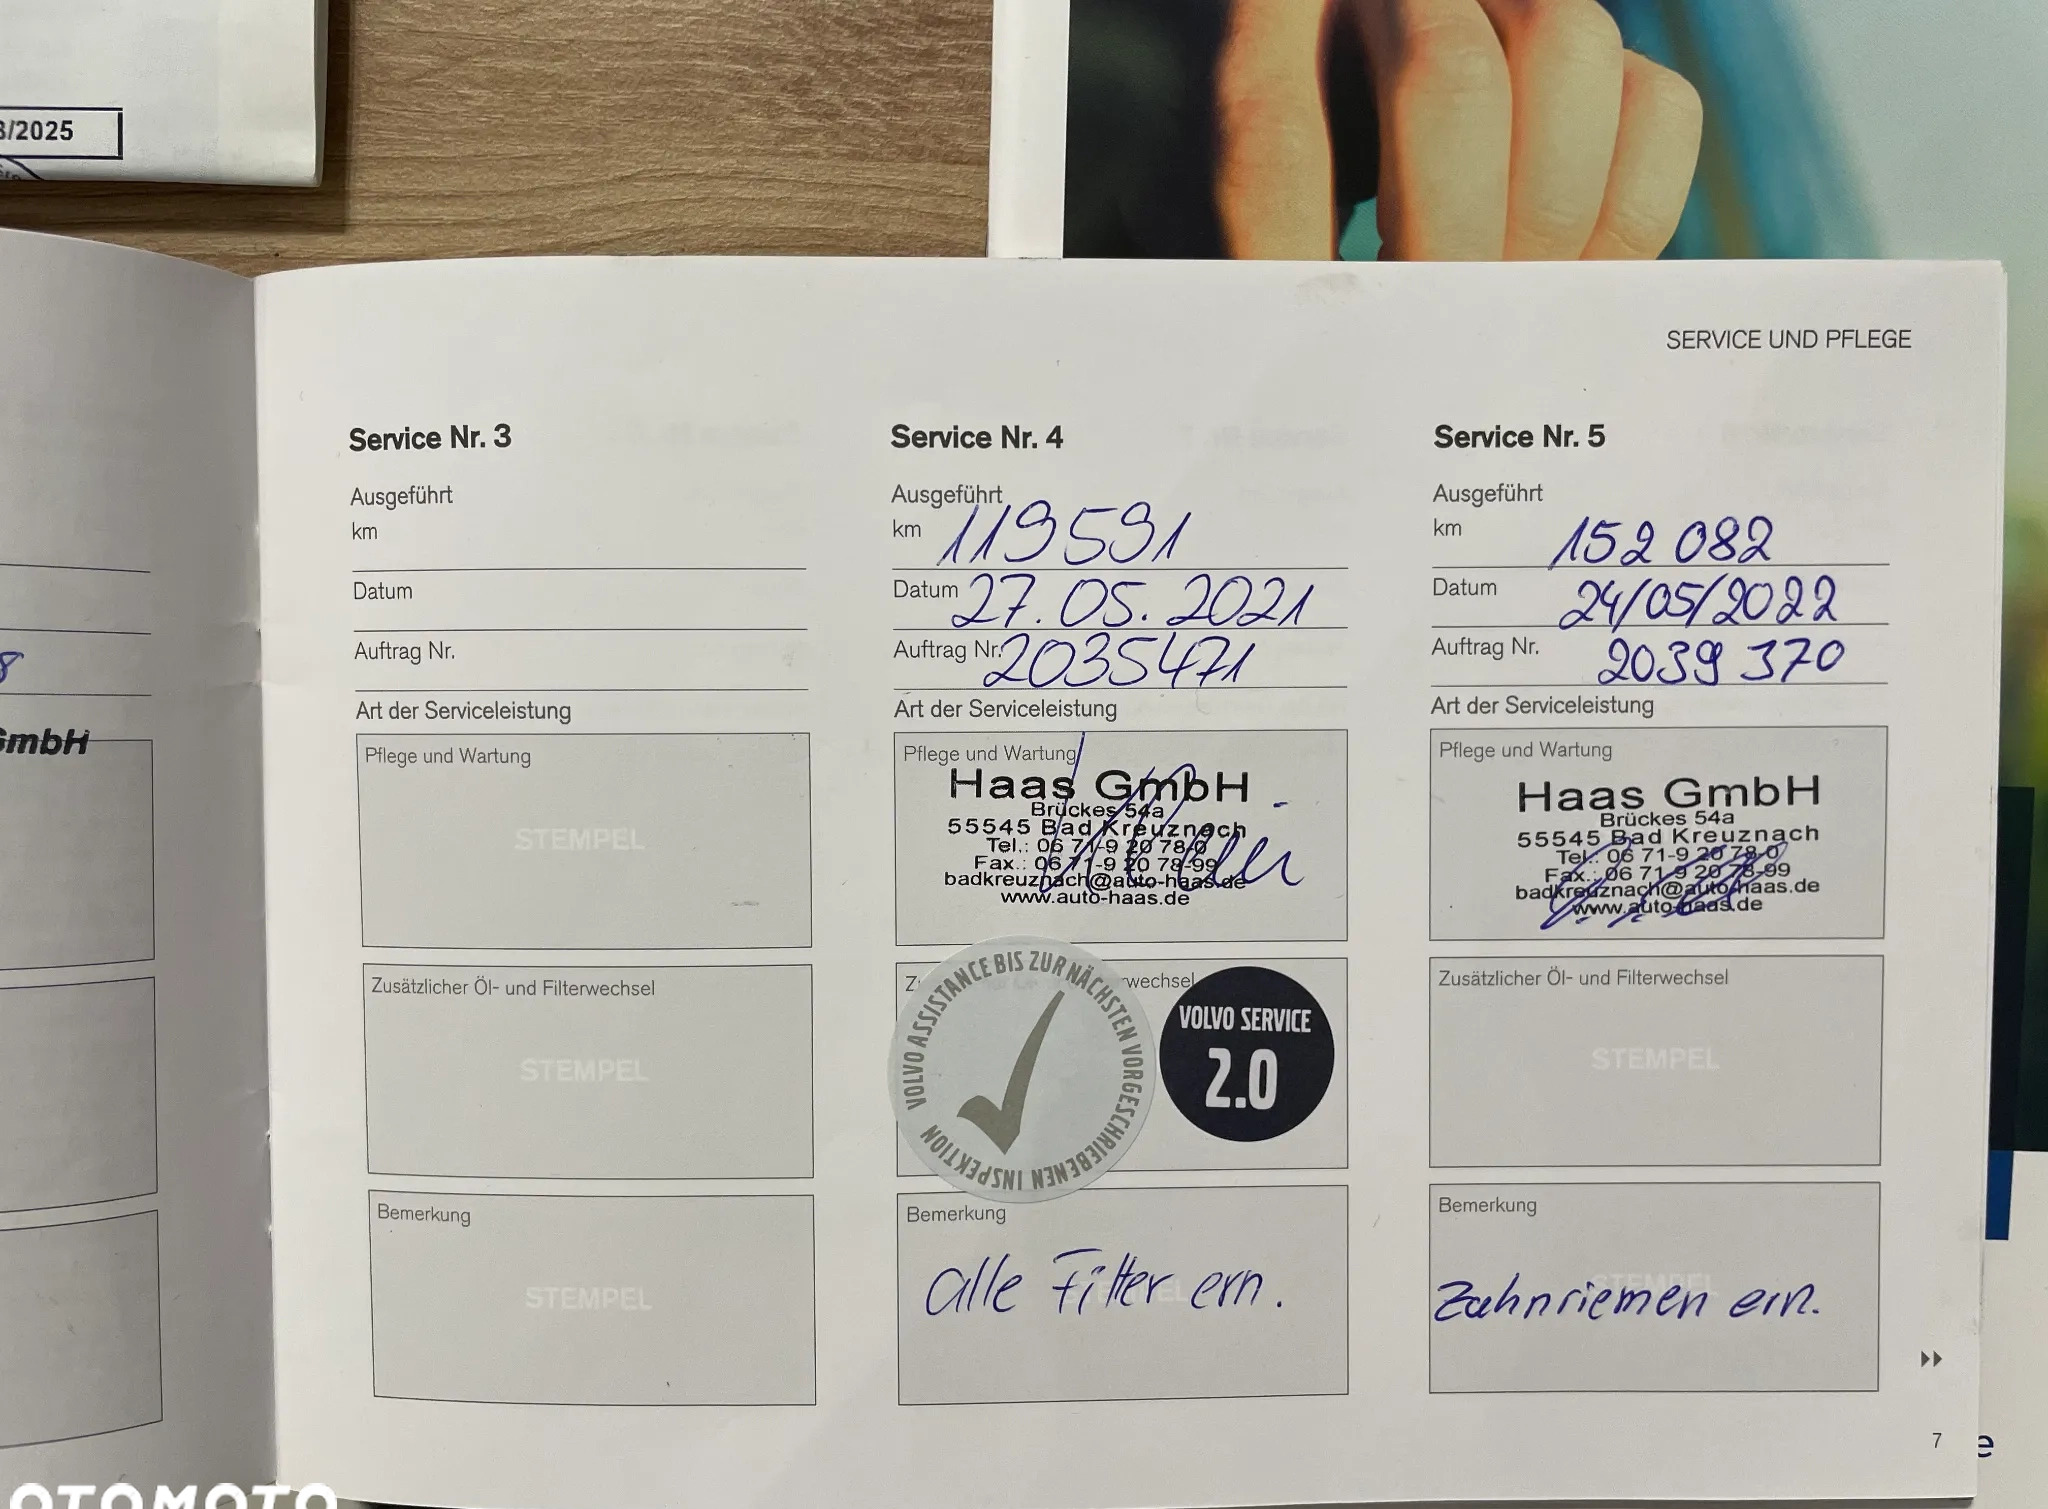 3/2025
SERVICE UND PFLEGE
8
GmbH
Service Nr. 3
Ausgeführt
km
Datum
Auftrag Nr.
Art der Serviceleistung
Pflege und Wartung
STEMPEL
Zusätzlicher Öl- und Filterwechsel
STEMPEL
Bemerkung
STEMPEL
Service Nr. 4
Ausgeführt
km 119591
Datum 27.05.2021
Auftrag Nr. 2035471
Art der Serviceleistung
Pflege und Wartung
Haas GmbH
Brückes 54a
55545 Bad Kreuznach
Tel.: 06 71-9 20 78-0
Fax.: 06 71-9 20 78-99
badkreuznach@auto-haas.de
www.auto-haas.de
wechsel
VOLVO ASSISTANCE BIS ZUR NÄCHSTEN VORGESCHRIEBENEN INSPEKTION
VOLVO SERVICE
2.0
Bemerkung
alle Filter ern.
Service Nr. 5
Ausgeführt
km 152 082
Datum 24/05/2022
Auftrag Nr. 2039 370
Art der Serviceleistung
Pflege und Wartung
Haas GmbH
Brückes 54a
55545 Bad Kreuznach
Tel.: 06 71-9 20 78-0
Fax.: 06 71-9 20 78-99
badkreuznach@auto-haas.de
www.auto-haas.de
Zusätzlicher Öl- und Filterwechsel
STEMPEL
Bemerkung
STEMPEL
Zahnriemen ern.
7
e
OTOMOTO